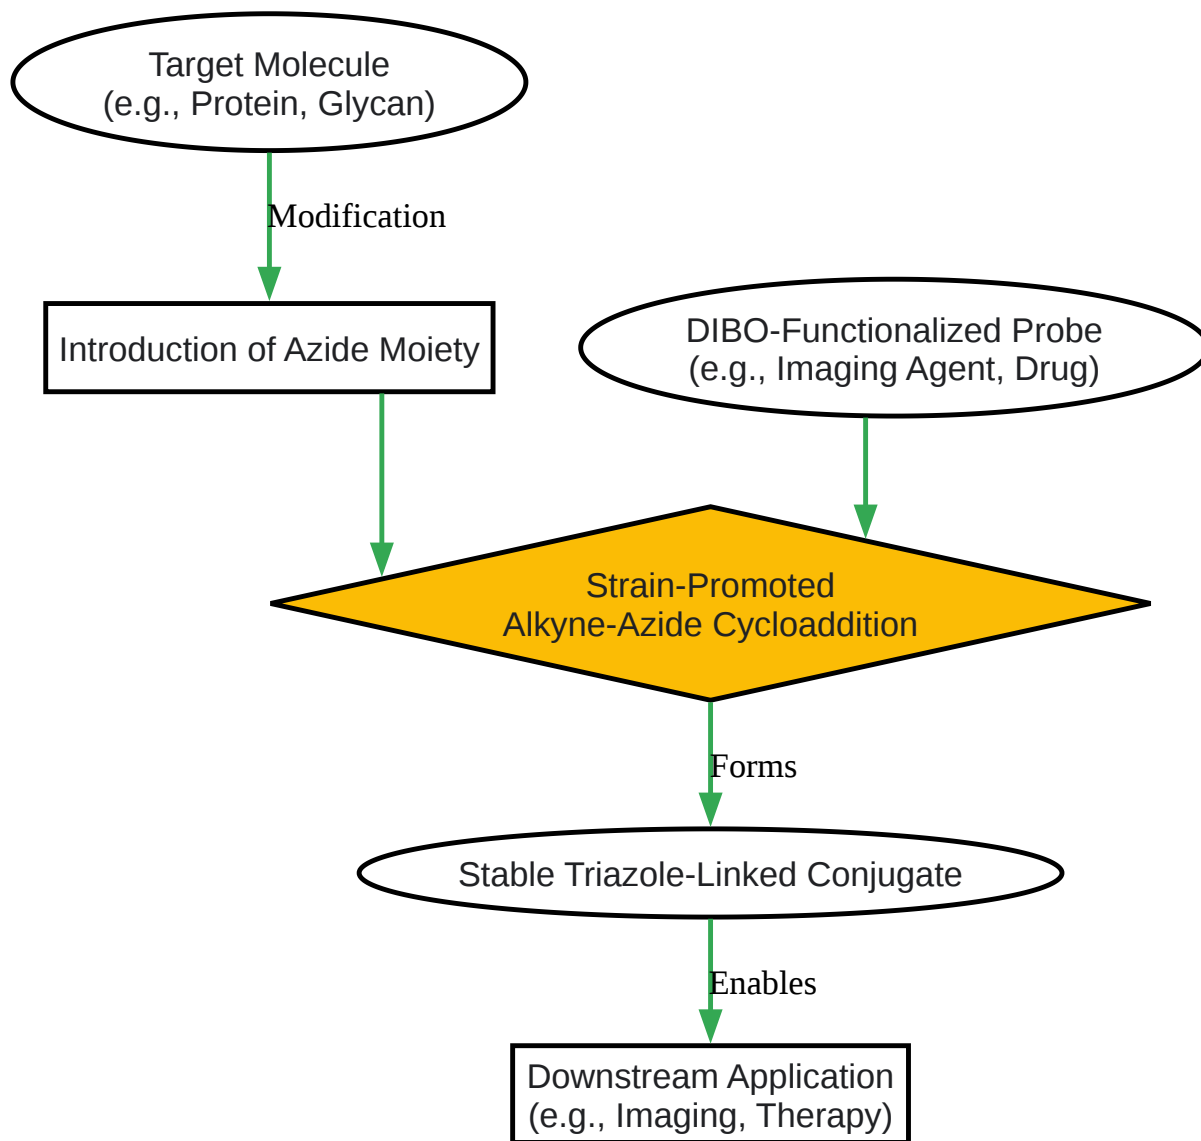 Target Molecule
(e.g., Protein, Glycan)
Modification
Introduction of Azide Moiety
DIBO-Functionalized Probe
(e.g., Imaging Agent, Drug)
Strain-Promoted
Alkyne-Azide Cycloaddition
Forms
Stable Triazole-Linked Conjugate
Enables
Downstream Application
(e.g., Imaging, Therapy)